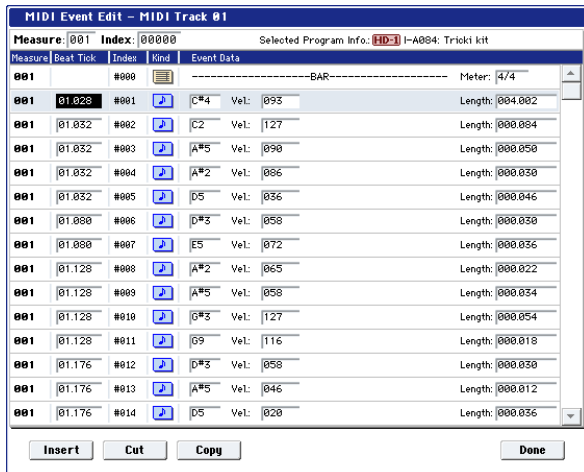 MIDI Event Edit - MIDI Track 01
Measure: 001 Index: 00000 Selected Program Info.: HD-1 I-A084: Tricki kit
Measure Beat Tick Index Kind Event Data
001 #000 ------------------BAR------------------ Meter: 4/4
001 01.028 #001 C#4 Vel.: 093 Length: 004.002
001 01.032 #002 C2 Vel.: 127 Length: 000.084
001 01.032 #003 A#5 Vel.: 090 Length: 000.050
001 01.032 #004 A#2 Vel.: 086 Length: 000.030
001 01.032 #005 D5 Vel.: 036 Length: 000.046
001 01.080 #006 D#3 Vel.: 058 Length: 000.030
001 01.080 #007 E5 Vel.: 072 Length: 000.036
001 01.128 #008 A#2 Vel.: 065 Length: 000.022
001 01.128 #009 A#5 Vel.: 058 Length: 000.034
001 01.128 #010 G#3 Vel.: 127 Length: 000.054
001 01.128 #011 G9 Vel.: 116 Length: 000.018
001 01.176 #012 D#3 Vel.: 058 Length: 000.030
001 01.176 #013 A#5 Vel.: 046 Length: 000.012
001 01.176 #014 D5 Vel.: 020 Length: 000.036
Insert Cut Copy Done